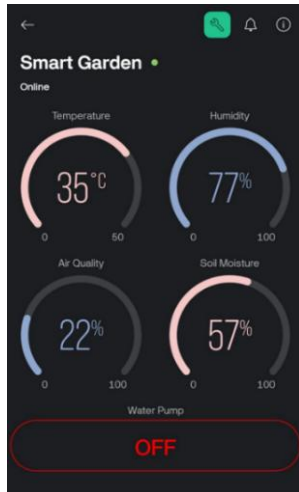 Smart Garden
Online
Temperature
Humidity
35°C
77%
0 50
0 100
Air Quality
Soil Moisture
22%
57%
0 100
0 100
Water Pump
OFF